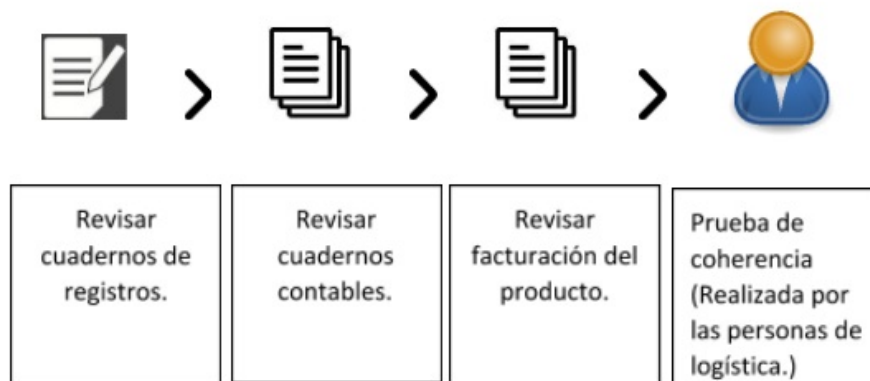 Revisar
cuadernos de
registros.
Revisar
cuadernos
contables.
Revisar
facturación del
producto.
Prueba de
coherencia
(Realizada por
las personas de
logística.)